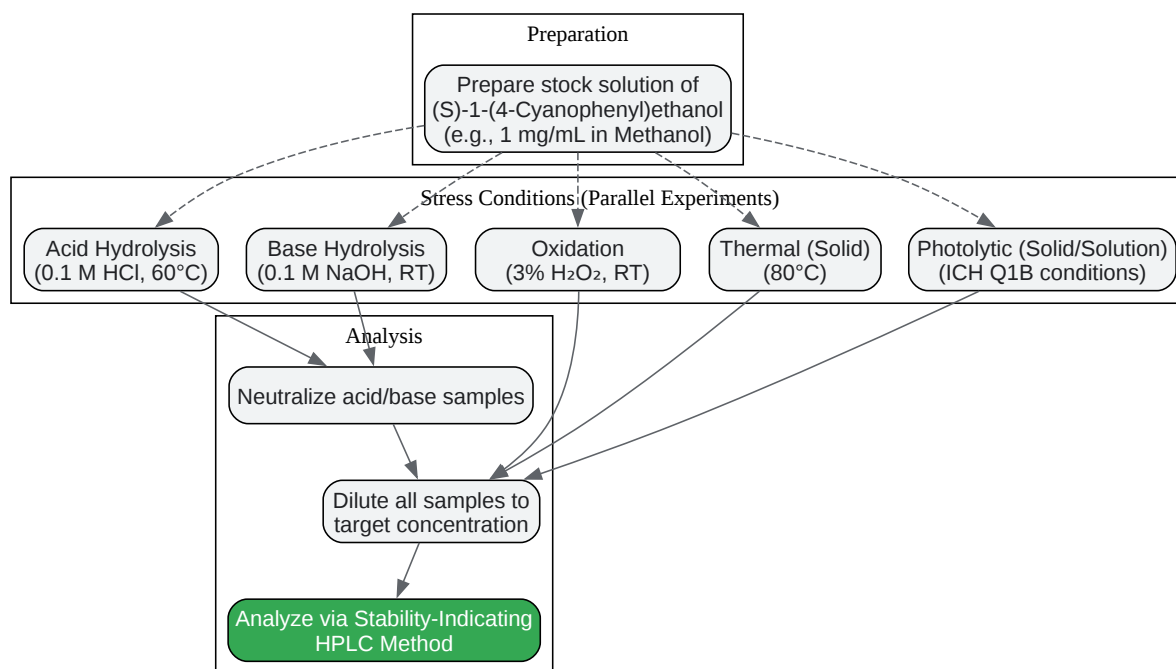 Preparation
Prepare stock solution of
(S)-1-(4-Cyanophenyl)ethanol
(e.g., 1 mg/mL in Methanol)
Stress Conditions (Parallel Experiments)
Acid Hydrolysis
(0.1 M HCl, 60°C)
Base Hydrolysis
(0.1 M NaOH, RT)
Oxidation
(3% H₂O₂, RT)
Thermal (Solid)
(80°C)
Photolytic (Solid/Solution)
(ICH Q1B conditions)
Analysis
Neutralize acid/base samples
Dilute all samples to
target concentration
Analyze via Stability-Indicating
HPLC Method